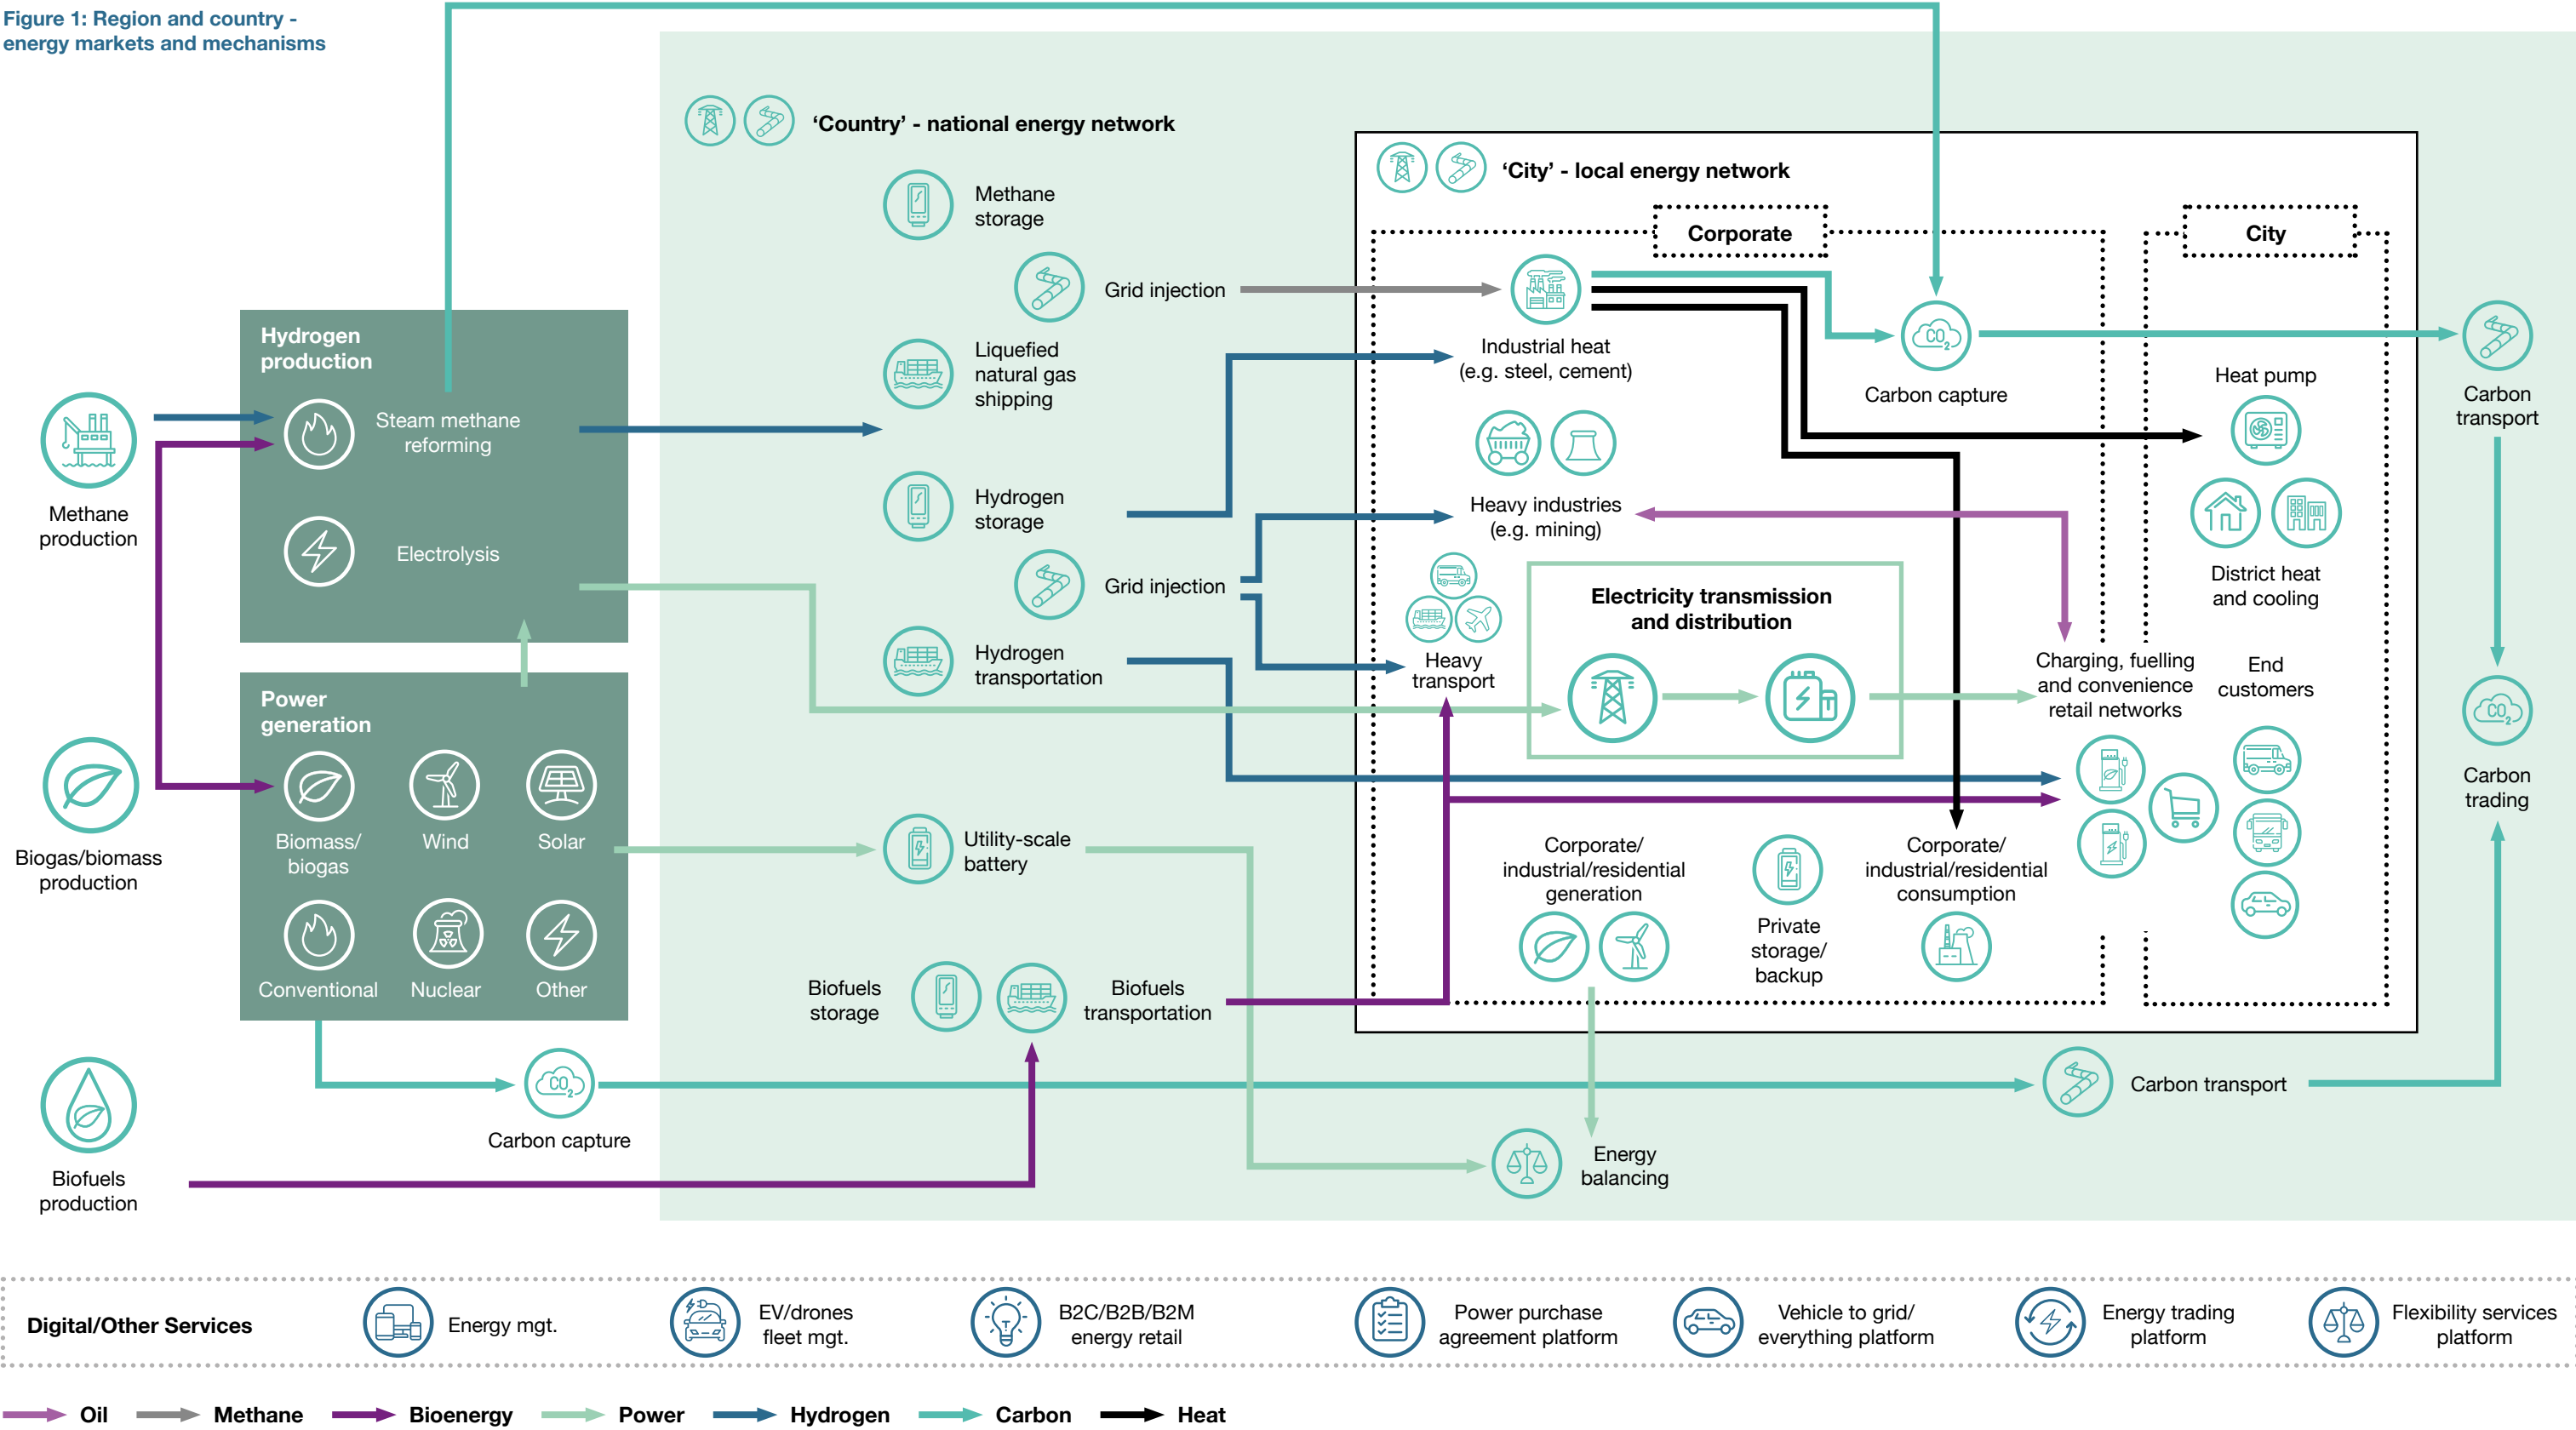 Figure 1: Region and country -
energy markets and mechanisms
‘Country’ - national energy network
Methane
storage
Grid injection
Liquefied
natural gas
shipping
Hydrogen
storage
Grid injection
Hydrogen
transportation
Utility-scale
battery
Biofuels
storage
Biofuels
transportation
Hydrogen
production
Steam methane
reforming
Electrolysis
Methane
production
Power
generation
Biomass/
biogas
Wind
Solar
Conventional
Nuclear
Other
Biogas/biomass
production
CO2
Carbon capture
Biofuels
production
‘City’ - local energy network
Corporate
City
Industrial heat
(e.g. steel, cement)
CO2
Carbon capture
Heavy industries
(e.g. mining)
Heavy
transport
Electricity transmission
and distribution
Charging, fuelling
and convenience
retail networks
Corporate/
industrial/residential
generation
Private
storage/
backup
Corporate/
industrial/residential
consumption
Heat pump
District heat
and cooling
End
customers
Carbon
transport
CO2
Carbon
trading
Carbon transport
Energy
balancing
Digital/Other Services
Energy mgt.
EV/drones
fleet mgt.
B2C/B2B/B2M
energy retail
Power purchase
agreement platform
Vehicle to grid/
everything platform
Energy trading
platform
Flexibility services
platform
Oil
Methane
Bioenergy
Power
Hydrogen
Carbon
Heat